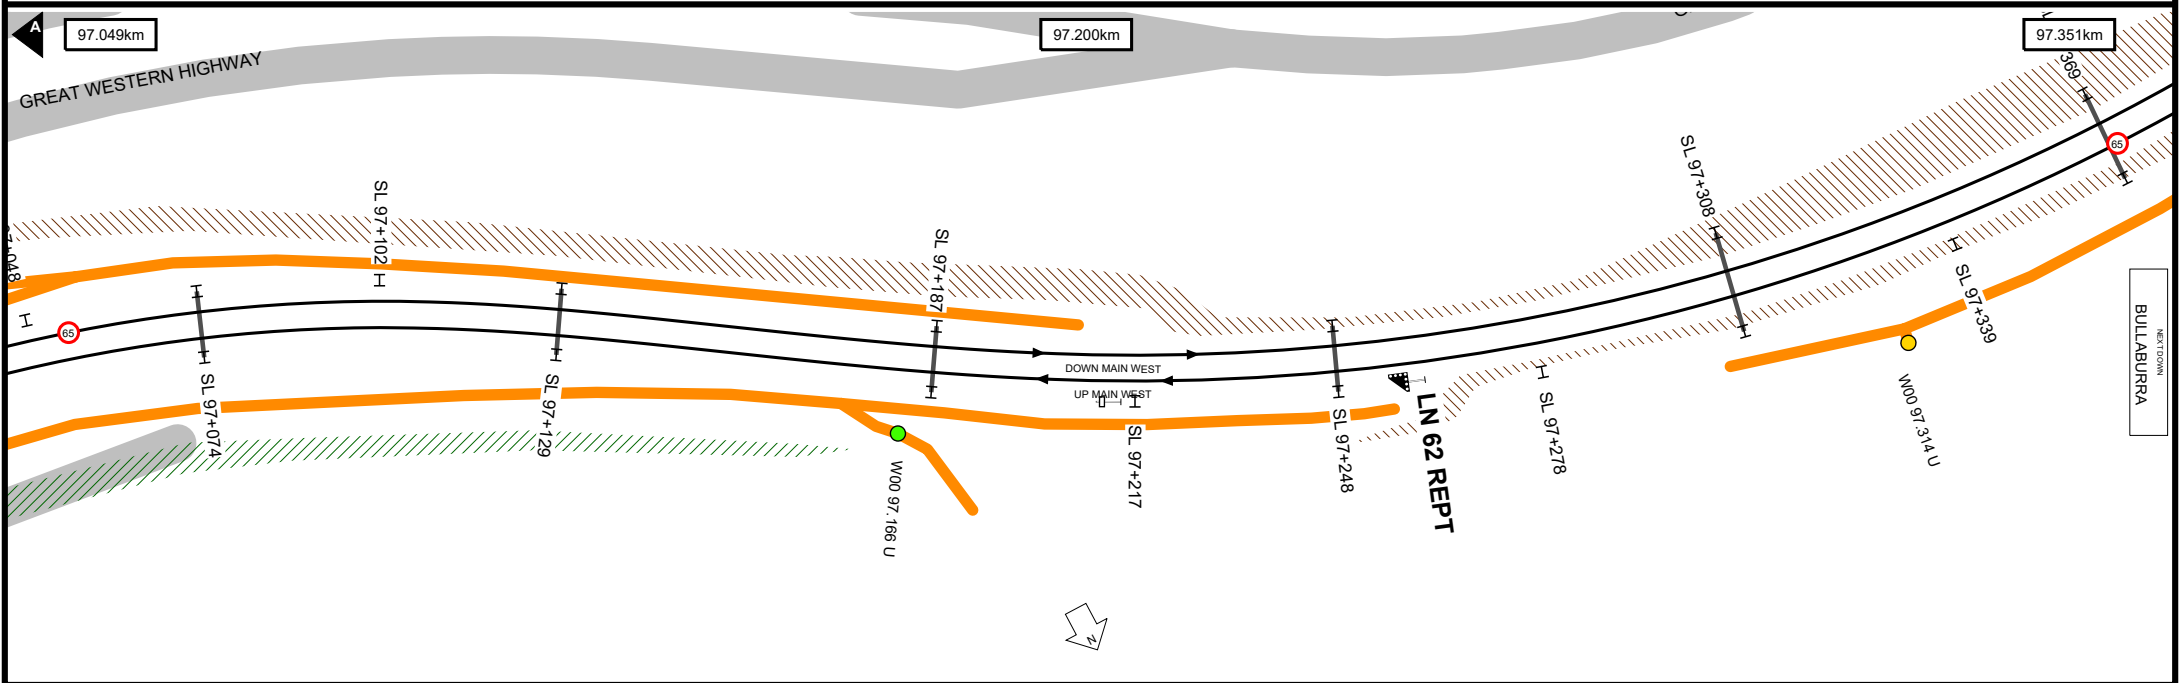 A
97.049km
97.200km
97.351km
GREAT WESTERN HIGHWAY
369
SL 97+102
SL 97+187
SL 97+308
65
65
DOWN MAIN WEST
UP MAIN WEST
SL 97+074
SL 97+129
SL 97+217
SL 97+248
LN 62 REPT
SL 97+278
SL 97+339
W00 97.166 U
W00 97.314 U
NEXT DOWN
BULLABURRA
N